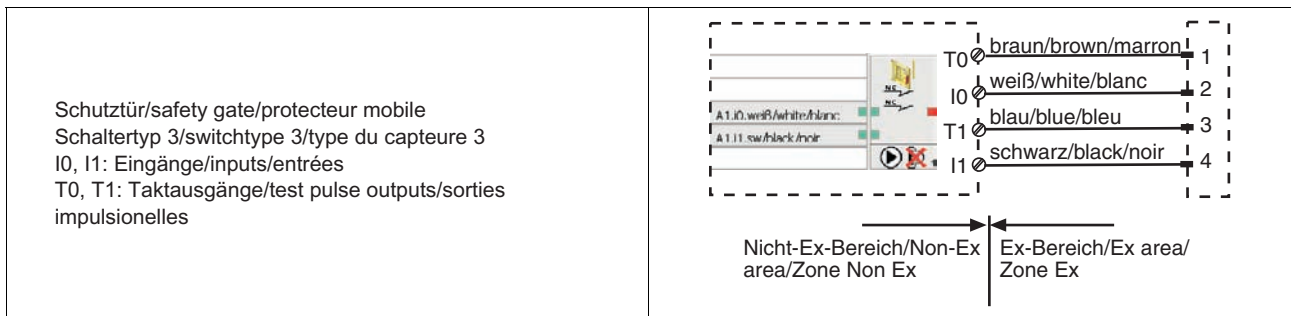 Schutztür/safety gate/protecteur mobile
Schaltertyp 3/switchtype 3/type du capteure 3
I0, I1: Eingänge/inputs/entrées
T0, T1: Taktausgänge/test pulse outputs/sorties
impulsionelles
T0 braun/brown/marron 1
I0 weiß/white/blanc 2
T1 blau/blue/bleu 3
I1 schwarz/black/noir 4
NC
NC
A1.i0.weiß/white/blanc
A1.i1.sw/black/noir
Nicht-Ex-Bereich/Non-Ex
area/Zone Non Ex
Ex-Bereich/Ex area/
Zone Ex